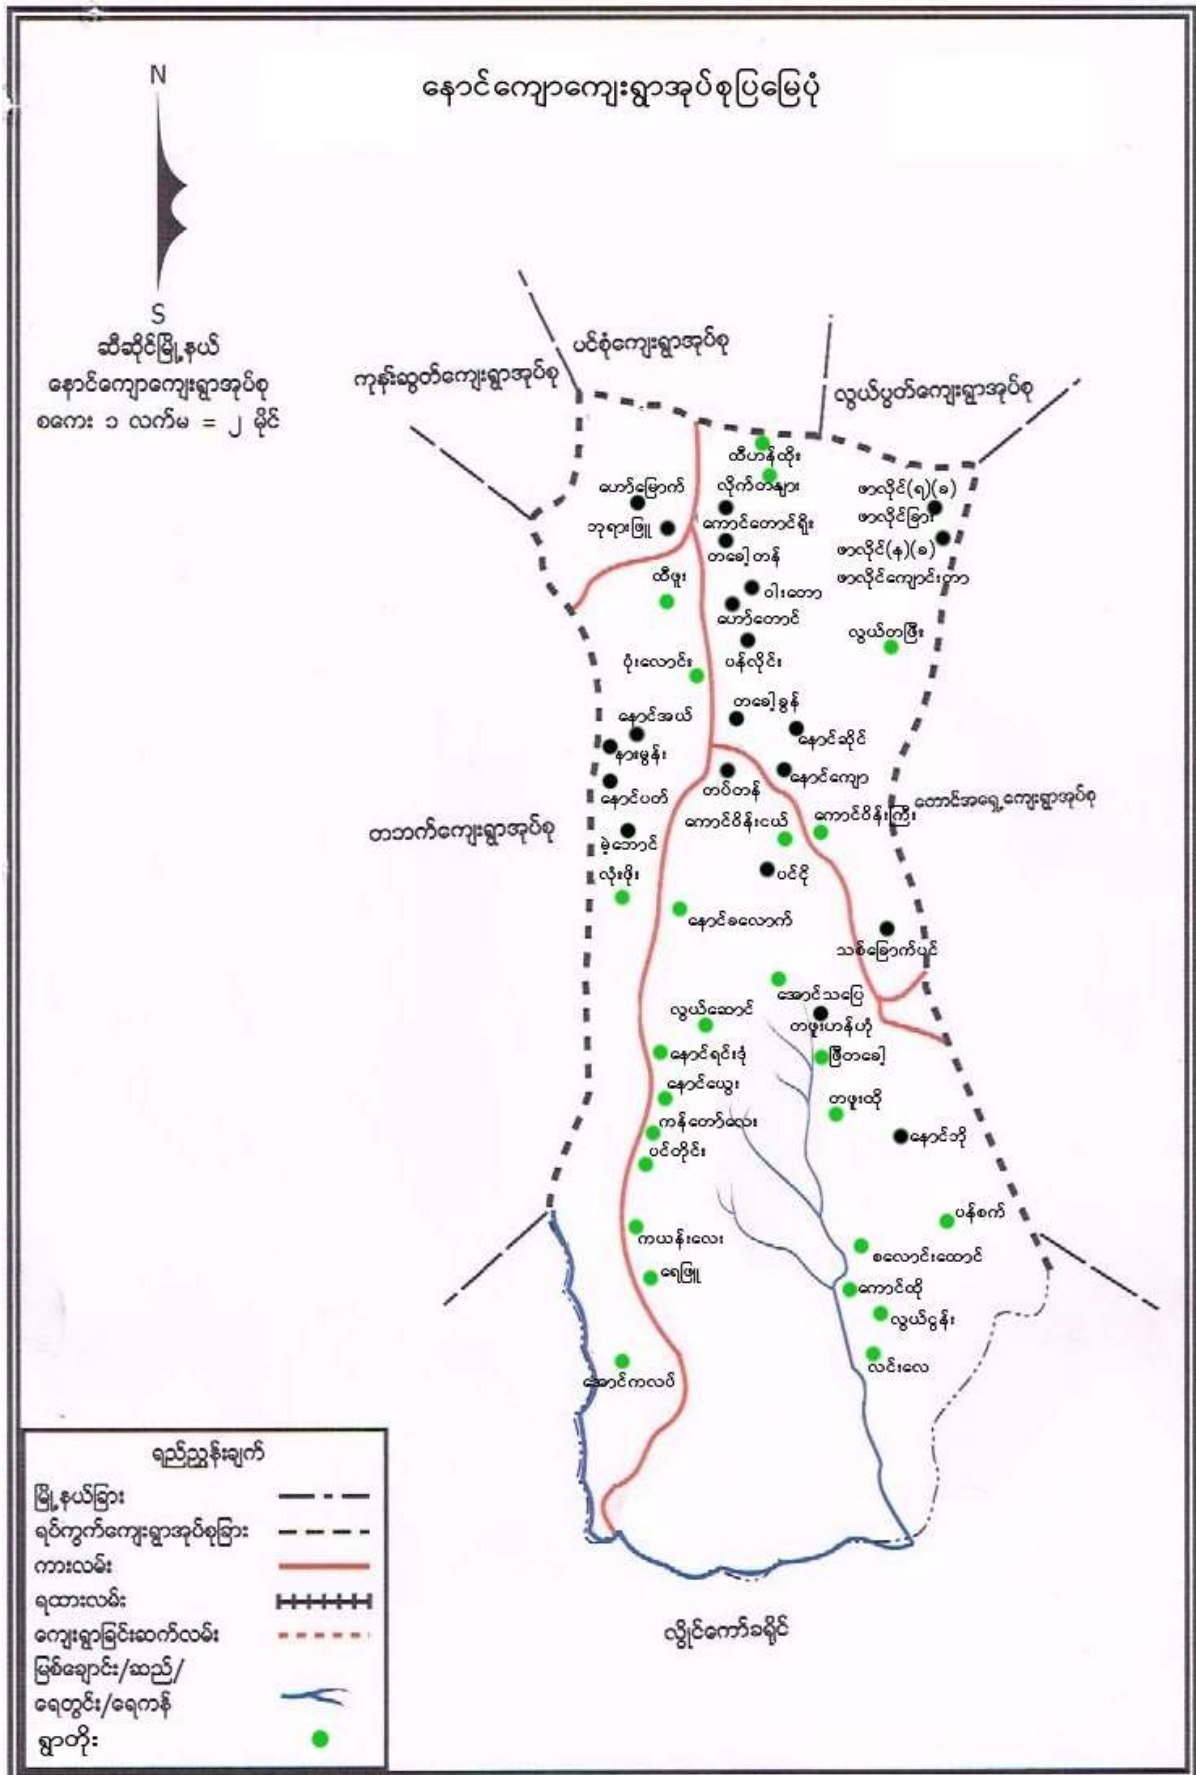 နောင်ကျောကျေးရွာအုပ်စုပြမြေပုံ
N
S
ဆီဆိုင်မြို့နယ်
နောင်ကျောကျေးရွာအုပ်စု
စကေး ၁ လက်မ = ၂ မိုင်
ပင်စုံကျေးရွာအုပ်စု
ကုန်းဆွတ်ကျေးရွာအုပ်စု
လွယ်ပွတ်ကျေးရွာအုပ်စု
ထီဟန်ထိုး
လိုက်တနျား
ဟော်မြောက်
ဖာလိုင်(ရ)(ခ)
ဖာလိုင်ခြား
ဘုရားဖြူ
ကောင်တောင်ရိုး
တခေါ့တန်
ဖာလိုင်(န)(ခ)
ဖာလိုင်ကျောင်းတာ
ထီဖူး
ဝါးတော
ဟော်တောင်
လွယ်တဖြီး
ပုံးလောင်း
ပန်လိုင်း
တခေါ့ခွန်
နောင်အယ်
နောင်ဆိုင်
နားမွန်း
နောင်ကျော
နောင်ပတ်
တပ်တန်
တောင်အရှေ့ကျေးရွာအုပ်စု
ကောင်ဝိန်းငယ်
ကောင်ဝိန်းကြီး
တဘက်ကျေးရွာအုပ်စု
မဲ့ဘောင်
လုံးဖိုး
ပင်ငို
နောင်ခလောက်
သစ်ခြောက်ပင်
အောင်သပြေ
လွယ်ဆောင်
တဖူးဟန်ဟို
နောင်ရင်းဒုံ
ဖြီတခေါ့
နောင်ယွေး
တဖူးထို
ကန်တော်လေး
ပင်တိုင်း
နောင်ဘို
ပန်စက်
ကယန်းလေး
စလောင်းထောင်
ရေဖြူ
ကောင်ထို
လွယ်ငွန်း
လင်းလေ
အောင်ကလပ်
ရည်ညွှန်းချက်
မြို့နယ်ခြား
ရပ်ကွက်ကျေးရွာအုပ်စုခြား
ကားလမ်း
ရထားလမ်း
ကျေးရွာခြင်းဆက်လမ်း
မြစ်ချောင်း/ဆည်/
ရေတွင်း/ရေကန်
ရွာတိုး
လွိုင်ကော်ခရိုင်